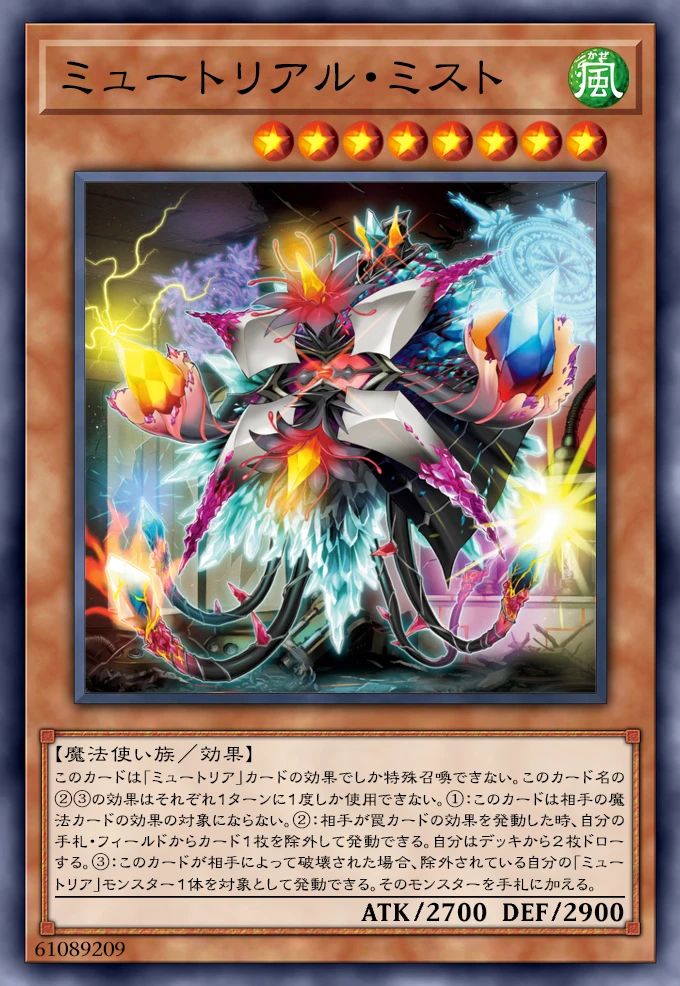 ミュートリアル・ミスト
かぜ
風
【魔法使い族／効果】
このカードは「ミュートリア」カードの効果でしか特殊召喚できない。このカード名の
②③の効果はそれぞれ１ターンに１度しか使用できない。①：このカードは相手の魔
法カードの効果の対象にならない。②：相手が罠カードの効果を発動した時、自分の
手札・フィールドからカード１枚を除外して発動できる。自分はデッキから２枚ドロー
する。③：このカードが相手によって破壊された場合、除外されている自分の「ミュー
トリア」モンスター１体を対象として発動できる。そのモンスターを手札に加える。
ATK/2700 DEF/2900
61089209